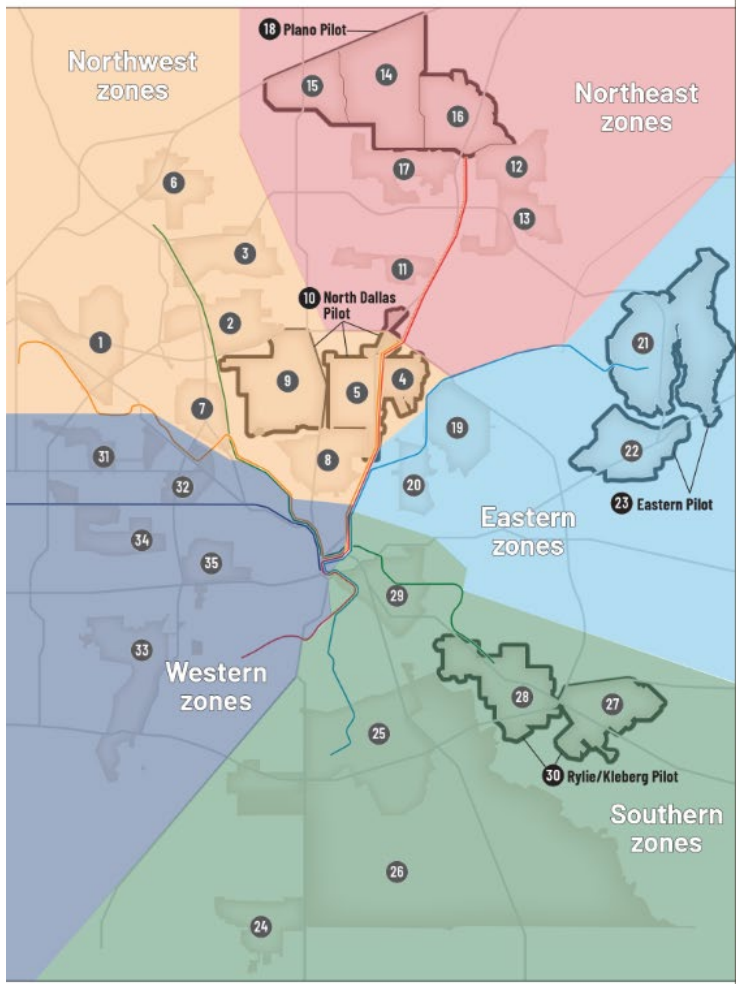 18 Plano Pilot
Northwest
zones
14
15
Northeast
zones
16
17
12
6
13
3
11
10 North Dallas
Pilot
2
1
21
9
5
4
7
19
22
31
8
32
20
23 Eastern Pilot
Eastern
zones
34
35
29
33
Western
zones
28
27
25
30 Rylie/Kleberg Pilot
Southern
zones
26
24